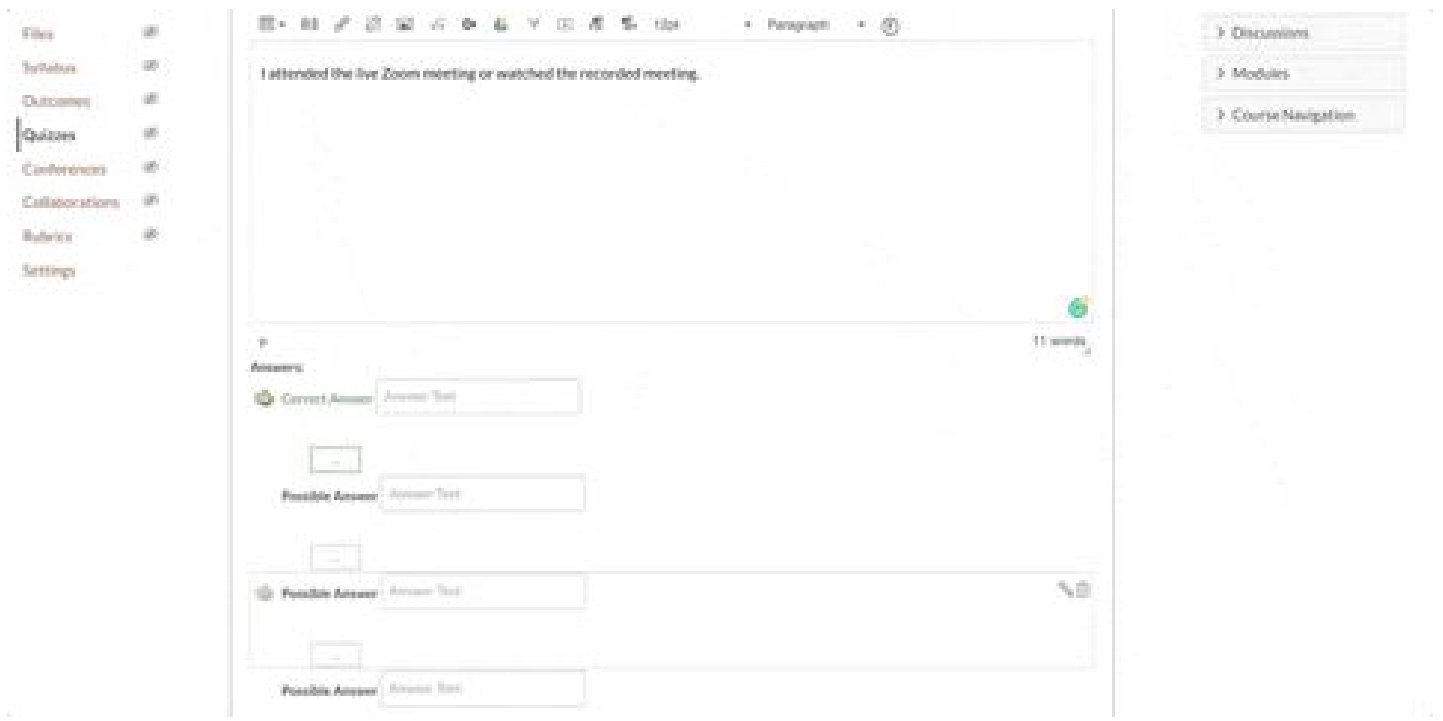 Files
Syllabus
Outcomes
Quizzes
Conferences
Collaborations
Rubrics
Settings
12pt Paragraph
I attended the live Zoom meeting or watched the recorded meeting.
p 11 words
Answers:
Correct Answer Answer Text
...
Possible Answer Answer Text
...
Possible Answer Answer Text
...
Possible Answer Answer Text
> Discussions
> Modules
> Course Navigation